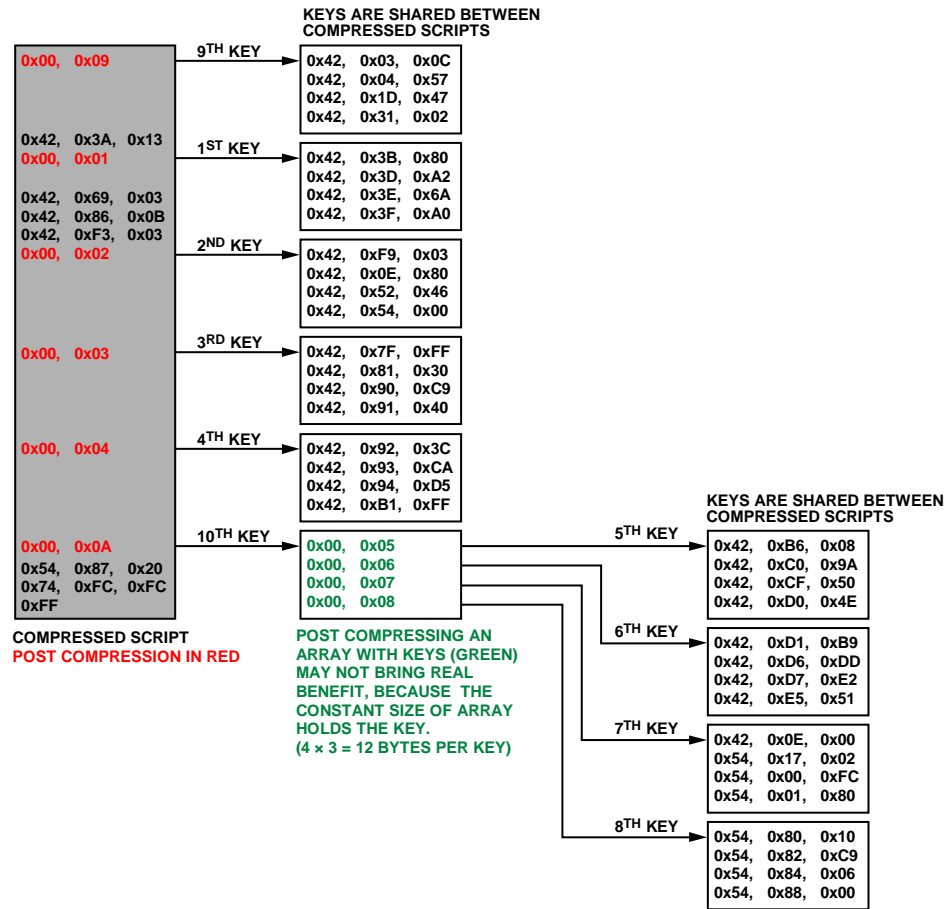 KEYS ARE SHARED BETWEEN
COMPRESSED SCRIPTS
0x00, 0x09
0x42, 0x3A, 0x13
0x00, 0x01
0x42, 0x69, 0x03
0x42, 0x86, 0x0B
0x42, 0xF3, 0x03
0x00, 0x02
0x00, 0x03
0x00, 0x04
0x00, 0x0A
0x54, 0x87, 0x20
0x74, 0xFC, 0xFC
0xFF
COMPRESSED SCRIPT
POST COMPRESSION IN RED
9TH KEY
0x42, 0x03, 0x0C
0x42, 0x04, 0x57
0x42, 0x1D, 0x47
0x42, 0x31, 0x02
1ST KEY
0x42, 0x3B, 0x80
0x42, 0x3D, 0xA2
0x42, 0x3E, 0x6A
0x42, 0x3F, 0xA0
2ND KEY
0x42, 0xF9, 0x03
0x42, 0x0E, 0x80
0x42, 0x52, 0x46
0x42, 0x54, 0x00
3RD KEY
0x42, 0x7F, 0xFF
0x42, 0x81, 0x30
0x42, 0x90, 0xC9
0x42, 0x91, 0x40
4TH KEY
0x42, 0x92, 0x3C
0x42, 0x93, 0xCA
0x42, 0x94, 0xD5
0x42, 0xB1, 0xFF
10TH KEY
0x00, 0x05
0x00, 0x06
0x00, 0x07
0x00, 0x08
POST COMPRESSING AN
ARRAY WITH KEYS (GREEN)
MAY NOT BRING REAL
BENEFIT, BECAUSE THE
CONSTANT SIZE OF ARRAY
HOLDS THE KEY.
(4 × 3 = 12 BYTES PER KEY)
KEYS ARE SHARED BETWEEN
COMPRESSED SCRIPTS
5TH KEY
0x42, 0xB6, 0x08
0x42, 0xC0, 0x9A
0x42, 0xCF, 0x50
0x42, 0xD0, 0x4E
6TH KEY
0x42, 0xD1, 0xB9
0x42, 0xD6, 0xDD
0x42, 0xD7, 0xE2
0x42, 0xE5, 0x51
7TH KEY
0x42, 0x0E, 0x00
0x54, 0x17, 0x02
0x54, 0x00, 0xFC
0x54, 0x01, 0x80
8TH KEY
0x54, 0x80, 0x10
0x54, 0x82, 0xC9
0x54, 0x84, 0x06
0x54, 0x88, 0x00